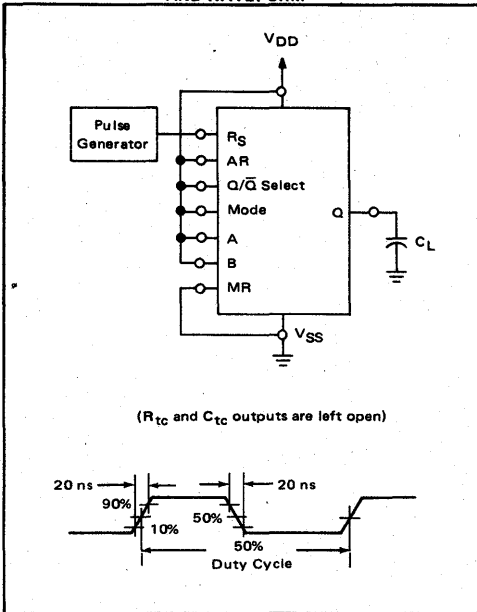 VDD
Pulse
Generator
RS
AR
Q/Q̅ Select
Mode
A
B
MR
Q
CL
VSS
(Rtc and Ctc outputs are left open)
20 ns
20 ns
90%
10%
50%
50%
Duty Cycle